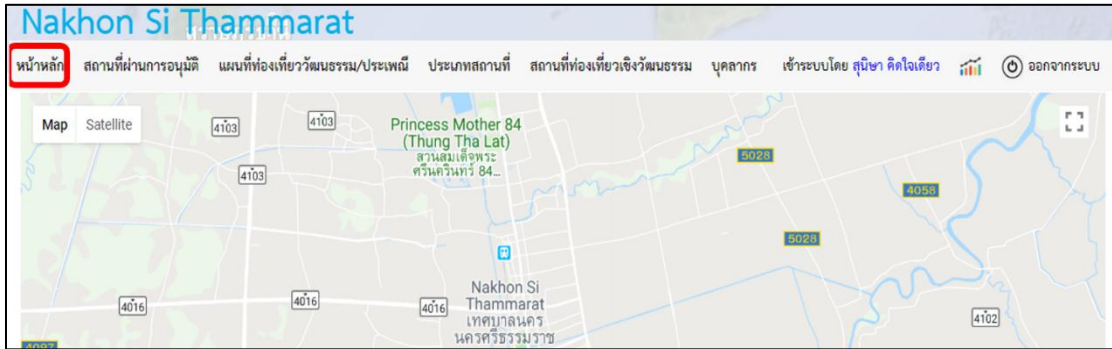 Nakhon Si Thammarat
หน้าหลัก สถานที่ผ่านการอนุมัติ แผนที่ท่องเที่ยววัฒนธรรม/ประเพณี ประเภทสถานที่ สถานที่ท่องเที่ยวเชิงวัฒนธรรม บุคลากร เข้าระบบโดย สุนิษา คิดใจเดียว ออกจากระบบ
Map Satellite
4103
4103
Princess Mother 84
(Thung Tha Lat)
สวนสมเด็จพระ
ศรีนครินทร์ 84...
5028
4103
4058
5028
Nakhon Si
Thammarat
เทศบาลนคร
นครศรีธรรมราช
4016
4016
4016
4102
4097